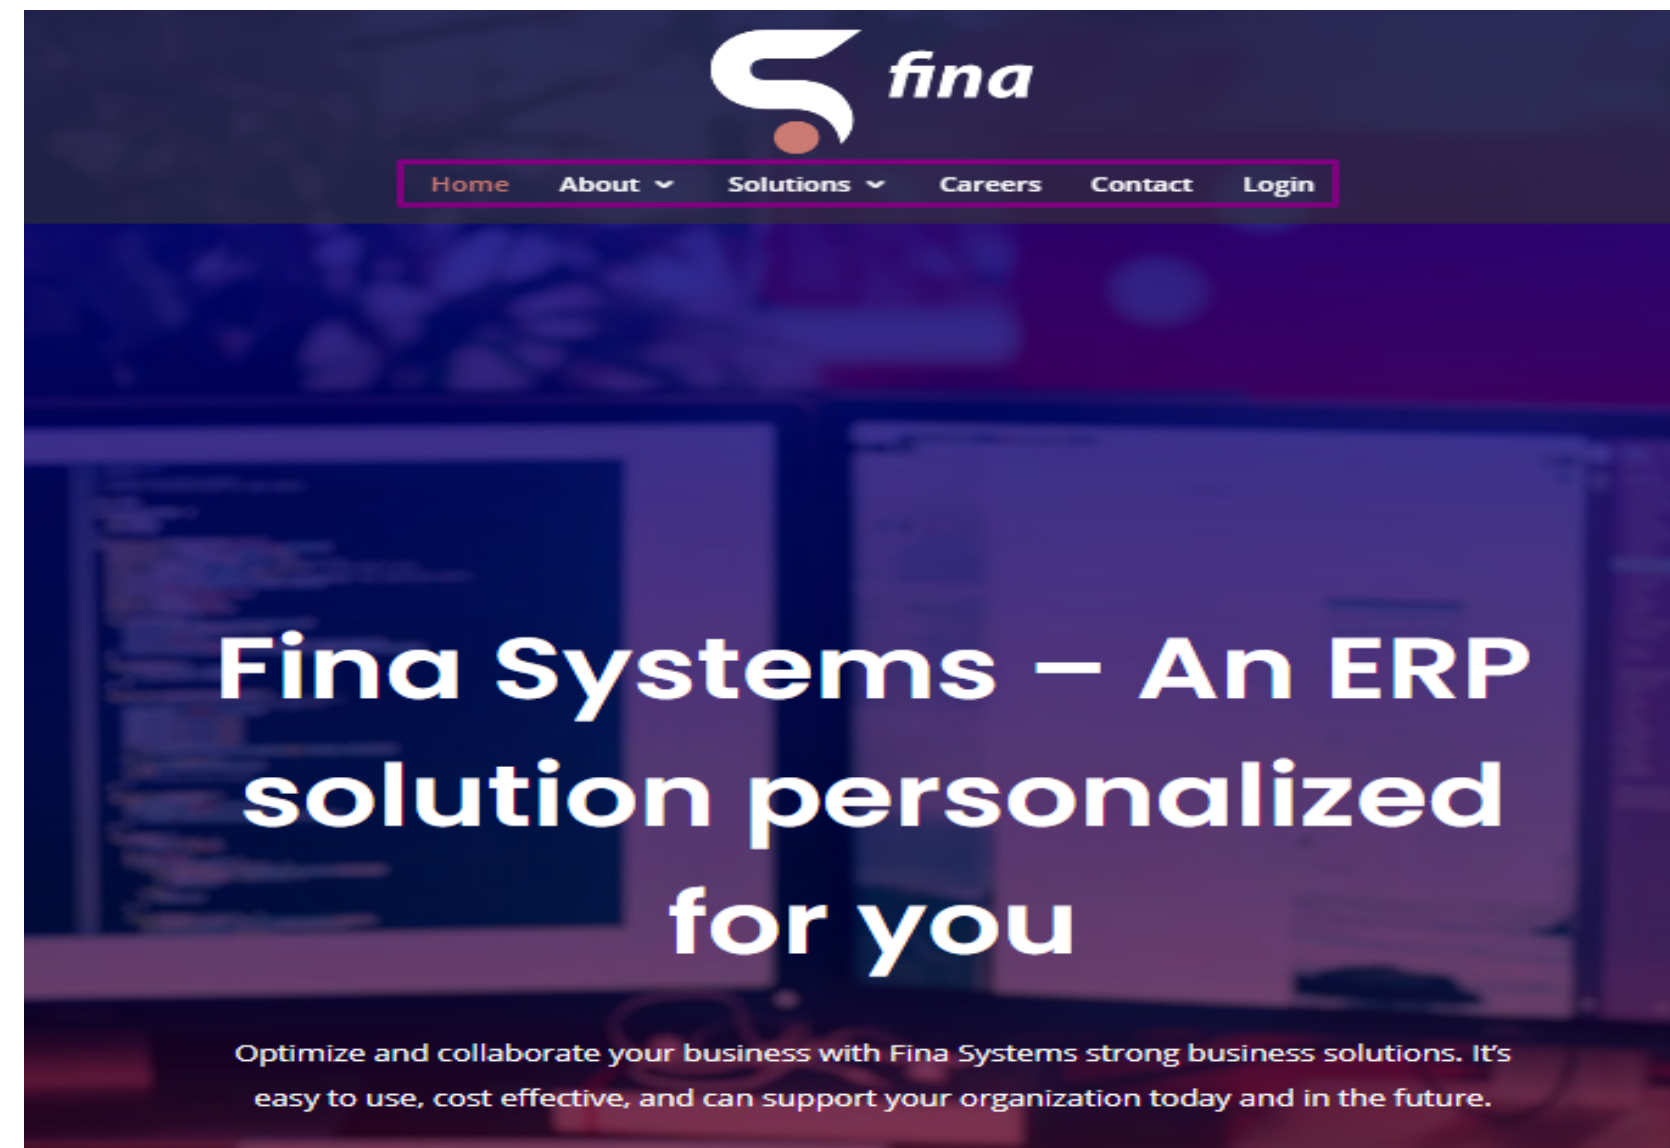 fina
Home About Solutions Careers Contact Login
Fina Systems – An ERP
solution personalized
for you
Optimize and collaborate your business with Fina Systems strong business solutions. It's
easy to use, cost effective, and can support your organization today and in the future.